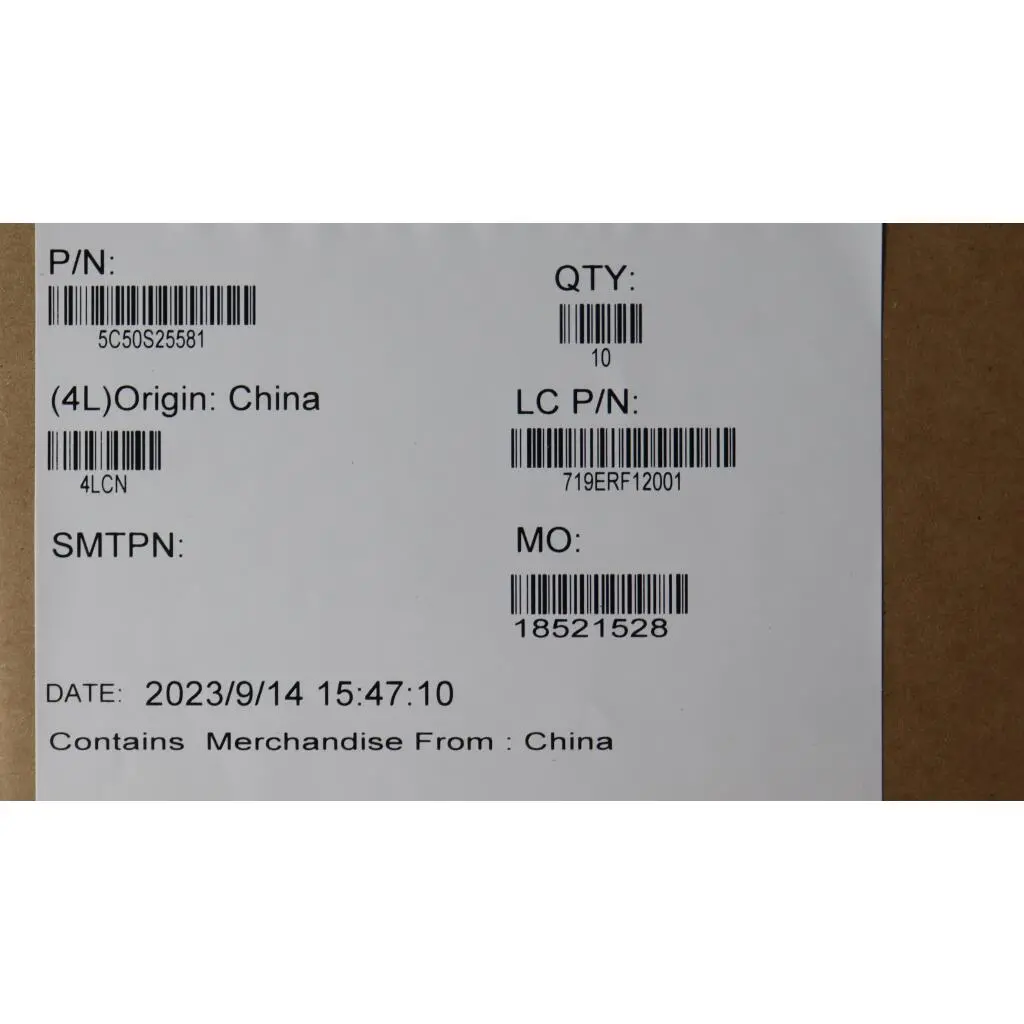 P/N:
5C50S25581
QTY:
10
(4L)Origin: China
4LCN
LC P/N:
719ERF12001
SMTPN:
MO:
18521528
DATE: 2023/9/14 15:47:10
Contains Merchandise From : China